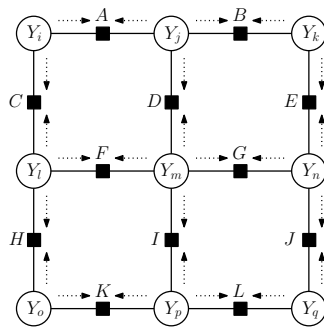 A B
Y_i Y_j Y_k
C D E
F G
Y_l Y_m Y_n
H I J
K L
Y_o Y_p Y_q